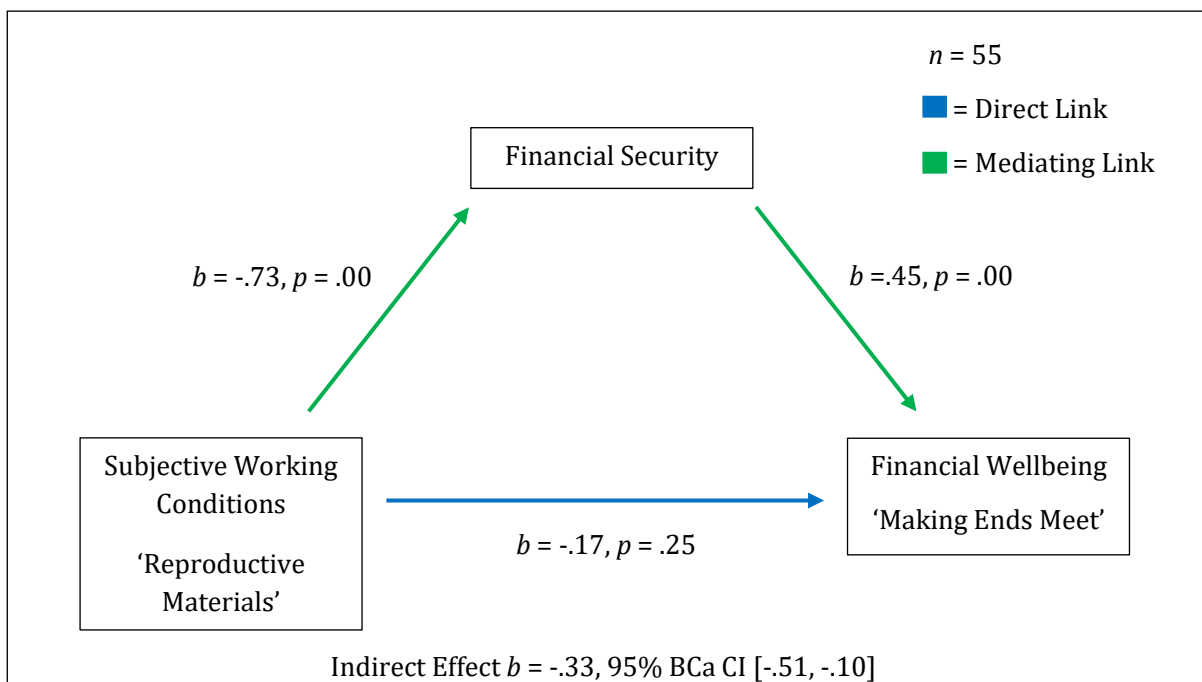 n = 55
= Direct Link
= Mediating Link
Financial Security
b = -.73, p = .00
b =.45, p = .00
Subjective Working
Conditions
‘Reproductive
Materials’
Financial Wellbeing
‘Making Ends Meet’
b = -.17, p = .25
Indirect Effect b = -.33, 95% BCa CI [-.51, -.10]